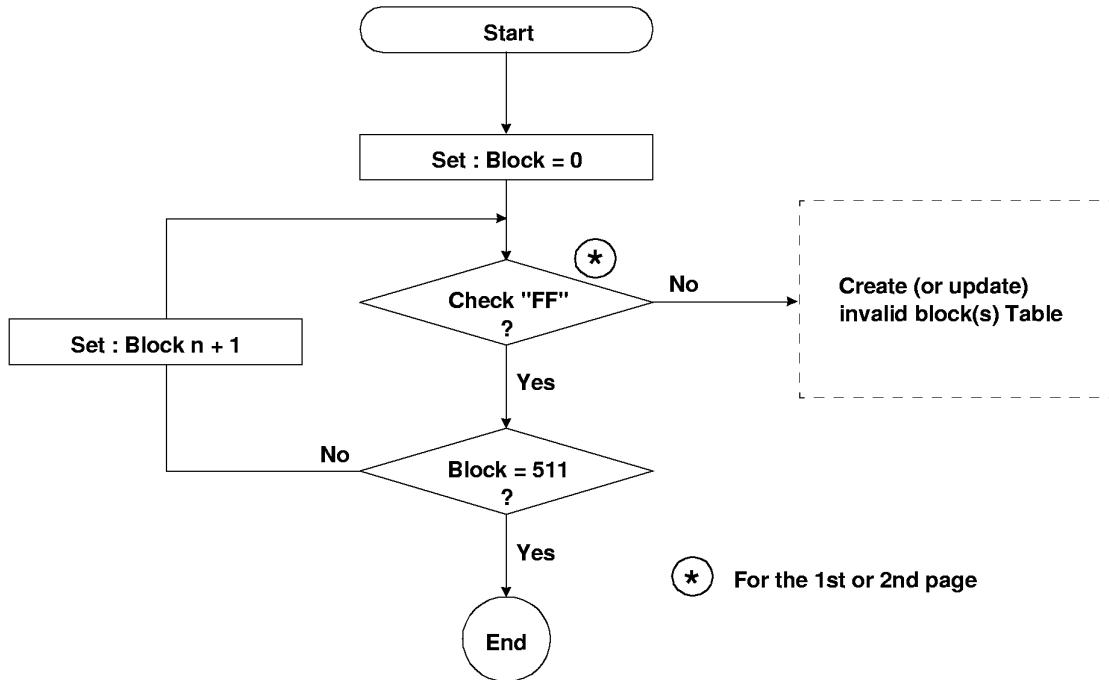 Start
Set : Block = 0
*
Check "FF"
?
No
Create (or update)
invalid block(s) Table
Set : Block n + 1
Yes
No
Block = 511
?
Yes
* For the 1st or 2nd page
End